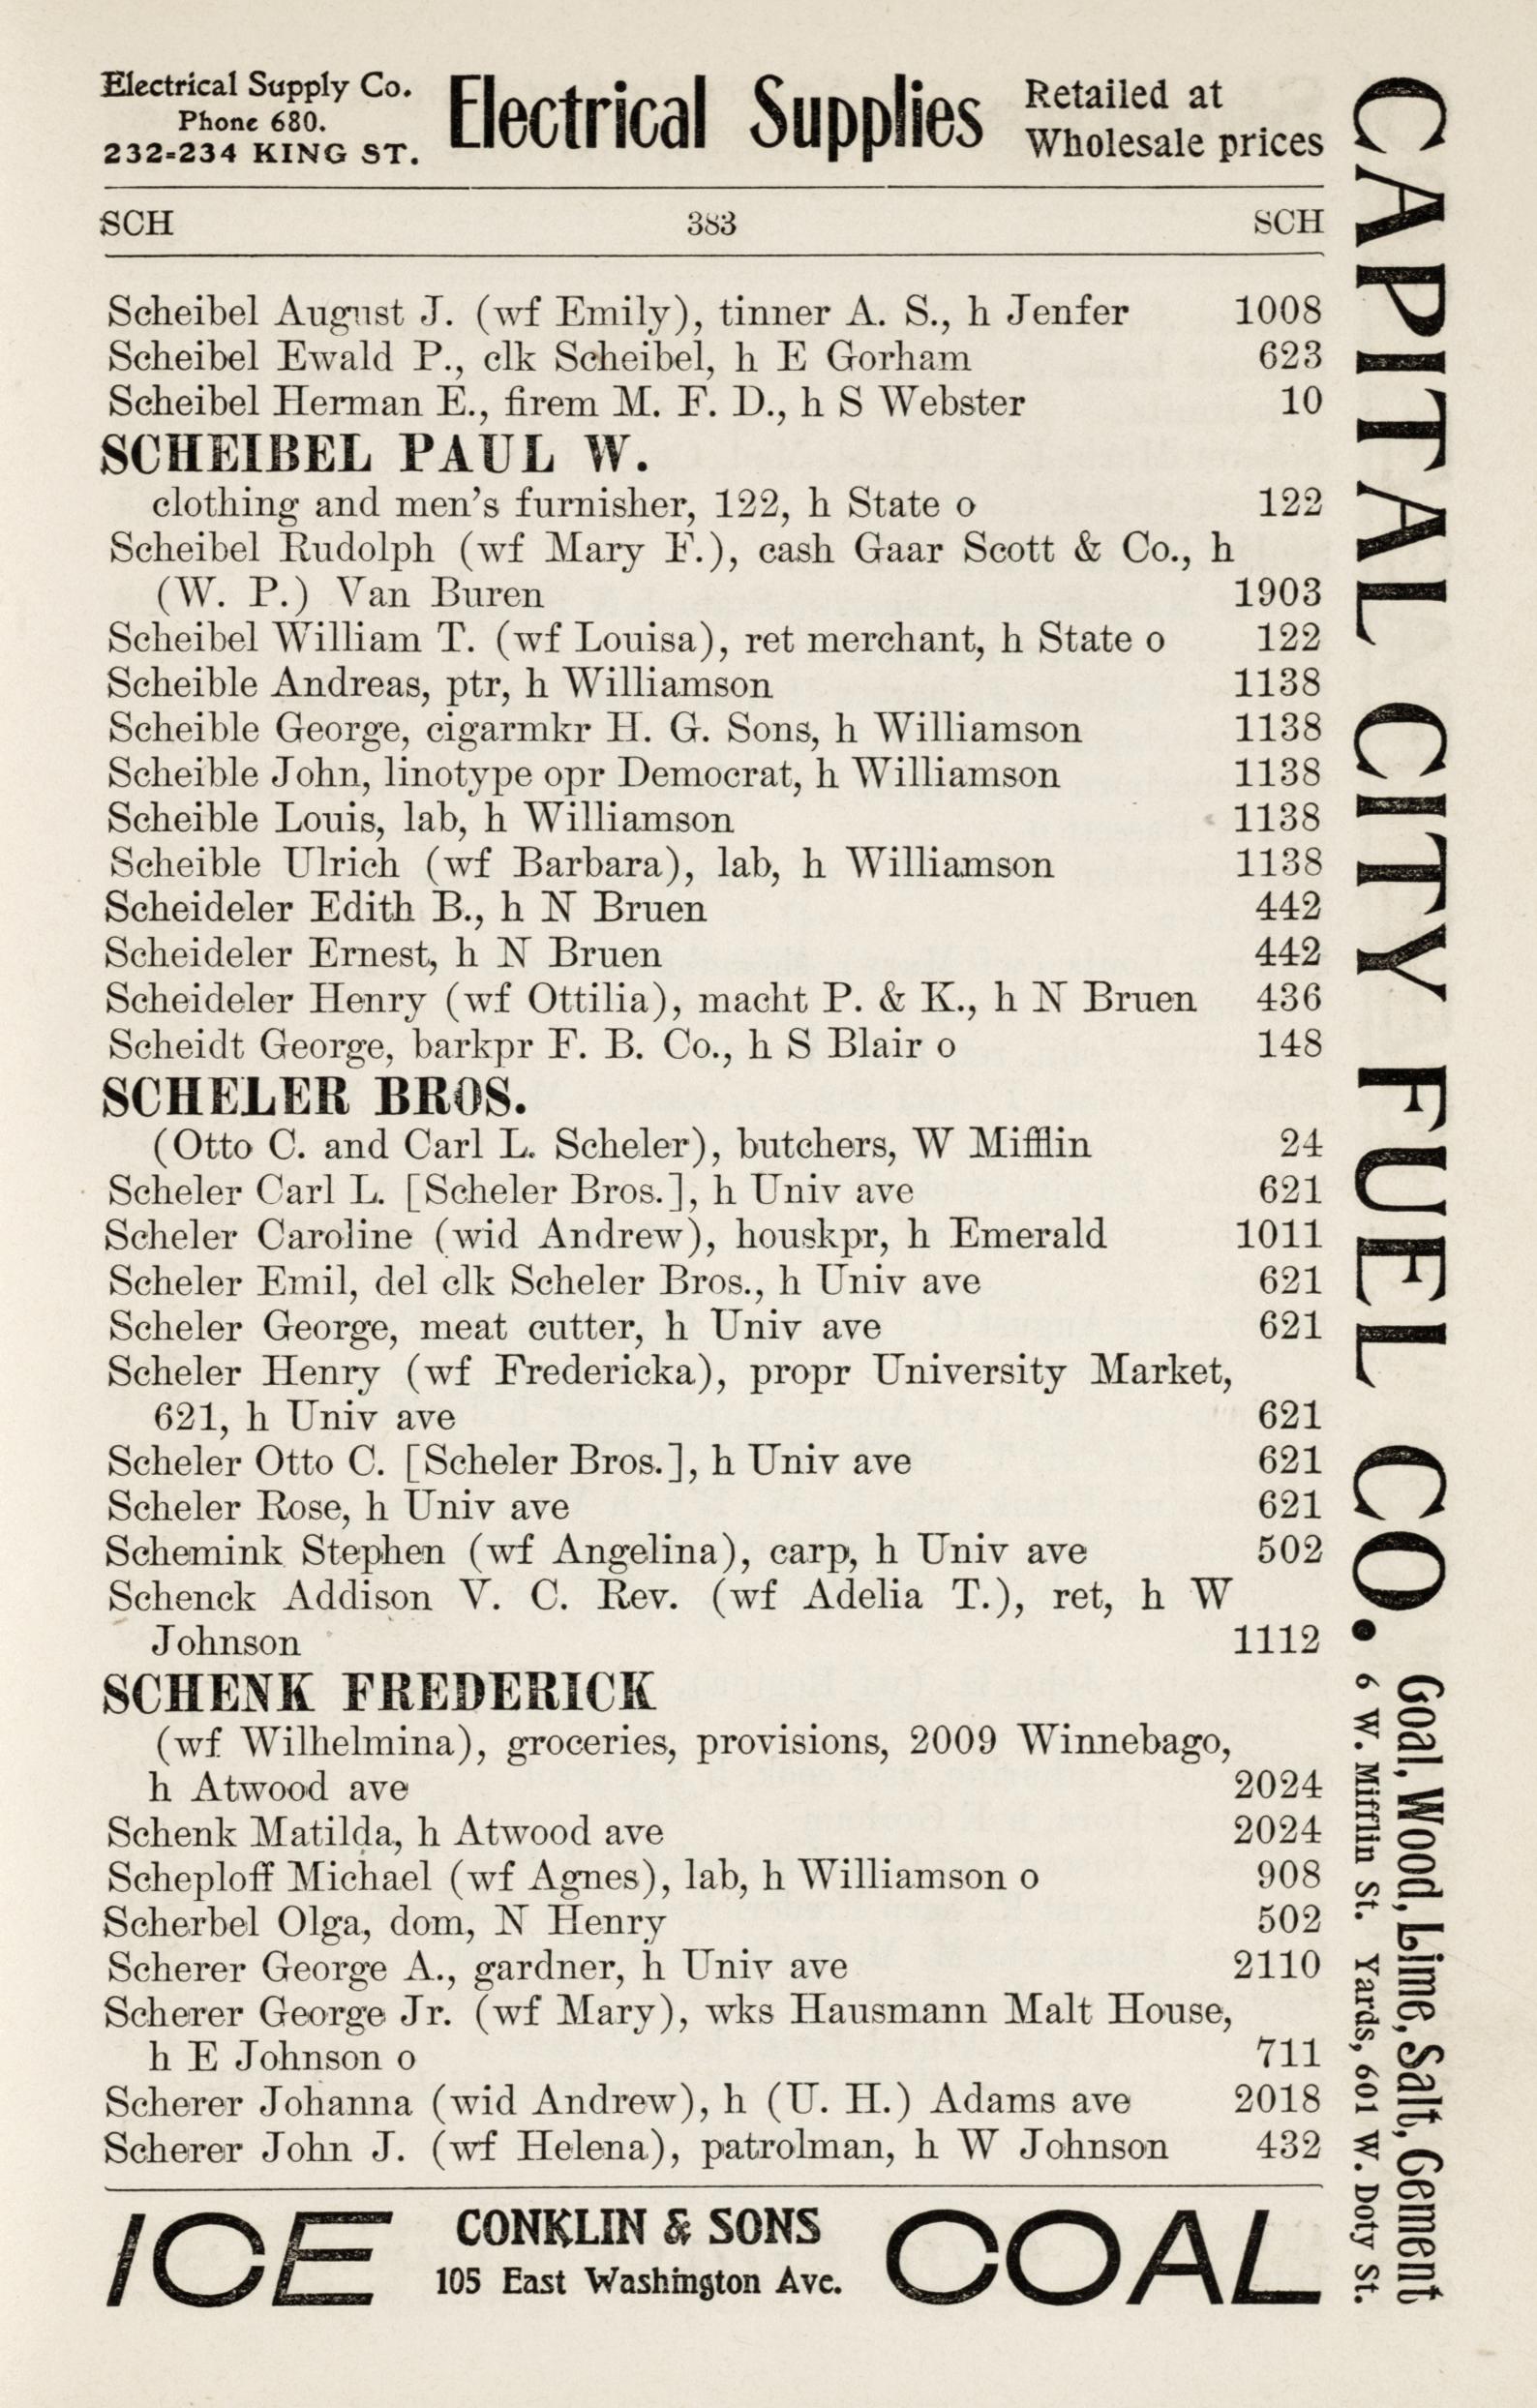 Electrical Supply Co.
Phone 680.
232-234 KING ST.
Electrical Supplies
Retailed at
Wholesale prices
SCH 383 SCH
Scheibel August J. (wf Emily), tinner A. S., h Jenfer 1008
Scheibel Ewald P., clk Scheibel, h E Gorham 623
Scheibel Herman E., firem M. F. D., h S Webster 10
SCHEIBEL PAUL W.
clothing and men's furnisher, 122, h State o 122
Scheibel Rudolph (wf Mary F.), cash Gaar Scott & Co., h
(W. P.) Van Buren 1903
Scheibel William T. (wf Louisa), ret merchant, h State o 122
Scheible Andreas, ptr, h Williamson 1138
Scheible George, cigarmkr H. G. Sons, h Williamson 1138
Scheible John, linotype opr Democrat, h Williamson 1138
Scheible Louis, lab, h Williamson 1138
Scheible Ulrich (wf Barbara), lab, h Williamson 1138
Scheideler Edith B., h N Bruen 442
Scheideler Ernest, h N Bruen 442
Scheideler Henry (wf Ottilia), macht P. & K., h N Bruen 436
Scheidt George, barkpr F. B. Co., h S Blair o 148
SCHELER BROS.
(Otto C. and Carl L. Scheler), butchers, W Mifflin 24
Scheler Carl L. [Scheler Bros.], h Univ ave 621
Scheler Caroline (wid Andrew), houskpr, h Emerald 1011
Scheler Emil, del clk Scheler Bros., h Univ ave 621
Scheler George, meat cutter, h Univ ave 621
Scheler Henry (wf Fredericka), propr University Market,
621, h Univ ave 621
Scheler Otto C. [Scheler Bros.], h Univ ave 621
Scheler Rose, h Univ ave 621
Schemink Stephen (wf Angelina), carp, h Univ ave 502
Schenck Addison V. C. Rev. (wf Adelia T.), ret, h W
Johnson 1112
SCHENK FREDERICK
(wf Wilhelmina), groceries, provisions, 2009 Winnebago,
h Atwood ave 2024
Schenk Matilda, h Atwood ave 2024
Scheploff Michael (wf Agnes), lab, h Williamson o 908
Scherbel Olga, dom, N Henry 502
Scherer George A., gardner, h Univ ave 2110
Scherer George Jr. (wf Mary), wks Hausmann Malt House,
h E Johnson o 711
Scherer Johanna (wid Andrew), h (U. H.) Adams ave 2018
Scherer John J. (wf Helena), patrolman, h W Johnson 432
ICE
CONKLIN & SONS
105 East Washington Ave.
COAL
CAPITAL CITY FUEL CO.
Coal, Wood, Lime, Salt, Cement
6 W. Mifflin St. Yards, 601 W. Doty St.